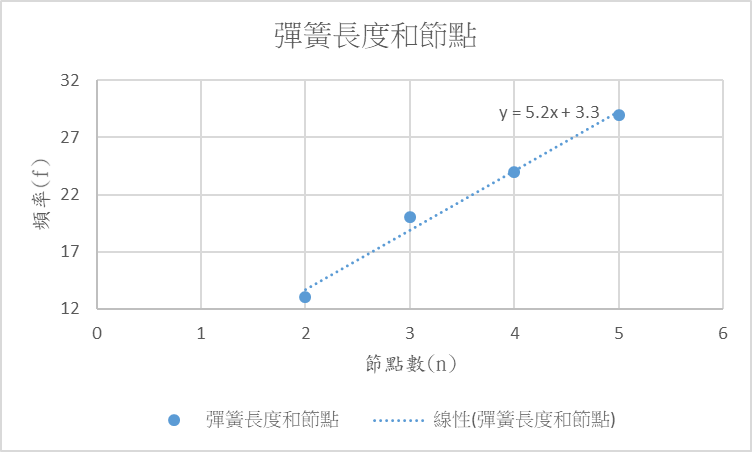 彈簧長度和節點
32
27
22
17
12
頻率(f)
y = 5.2x + 3.3
0 1 2 3 4 5 6
節點數(n)
彈簧長度和節點
線性(彈簧長度和節點)